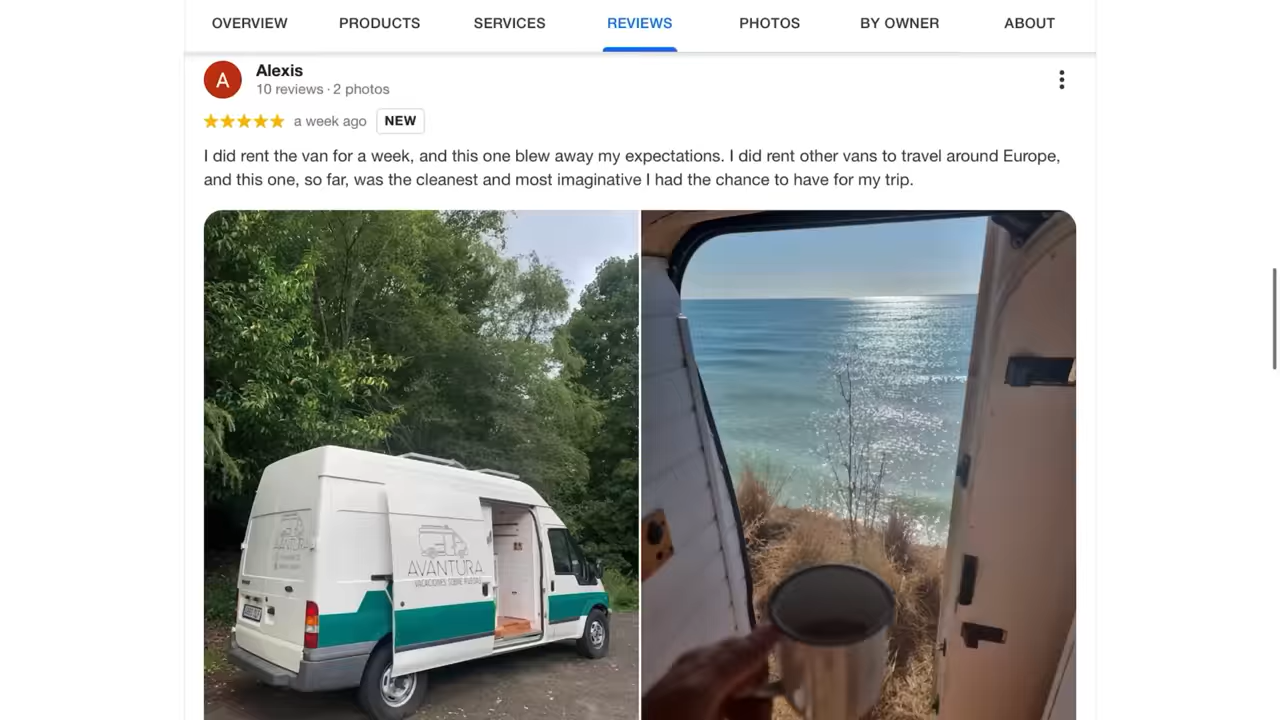 OVERVIEW PRODUCTS SERVICES REVIEWS PHOTOS BY OWNER ABOUT
A
Alexis
10 reviews · 2 photos
a week ago NEW
I did rent the van for a week, and this one blew away my expectations. I did rent other vans to travel around Europe,
and this one, so far, was the cleanest and most imaginative I had the chance to have for my trip.
AVANTURA
AVANTURA
VACACIONES SOBRE RUEDAS